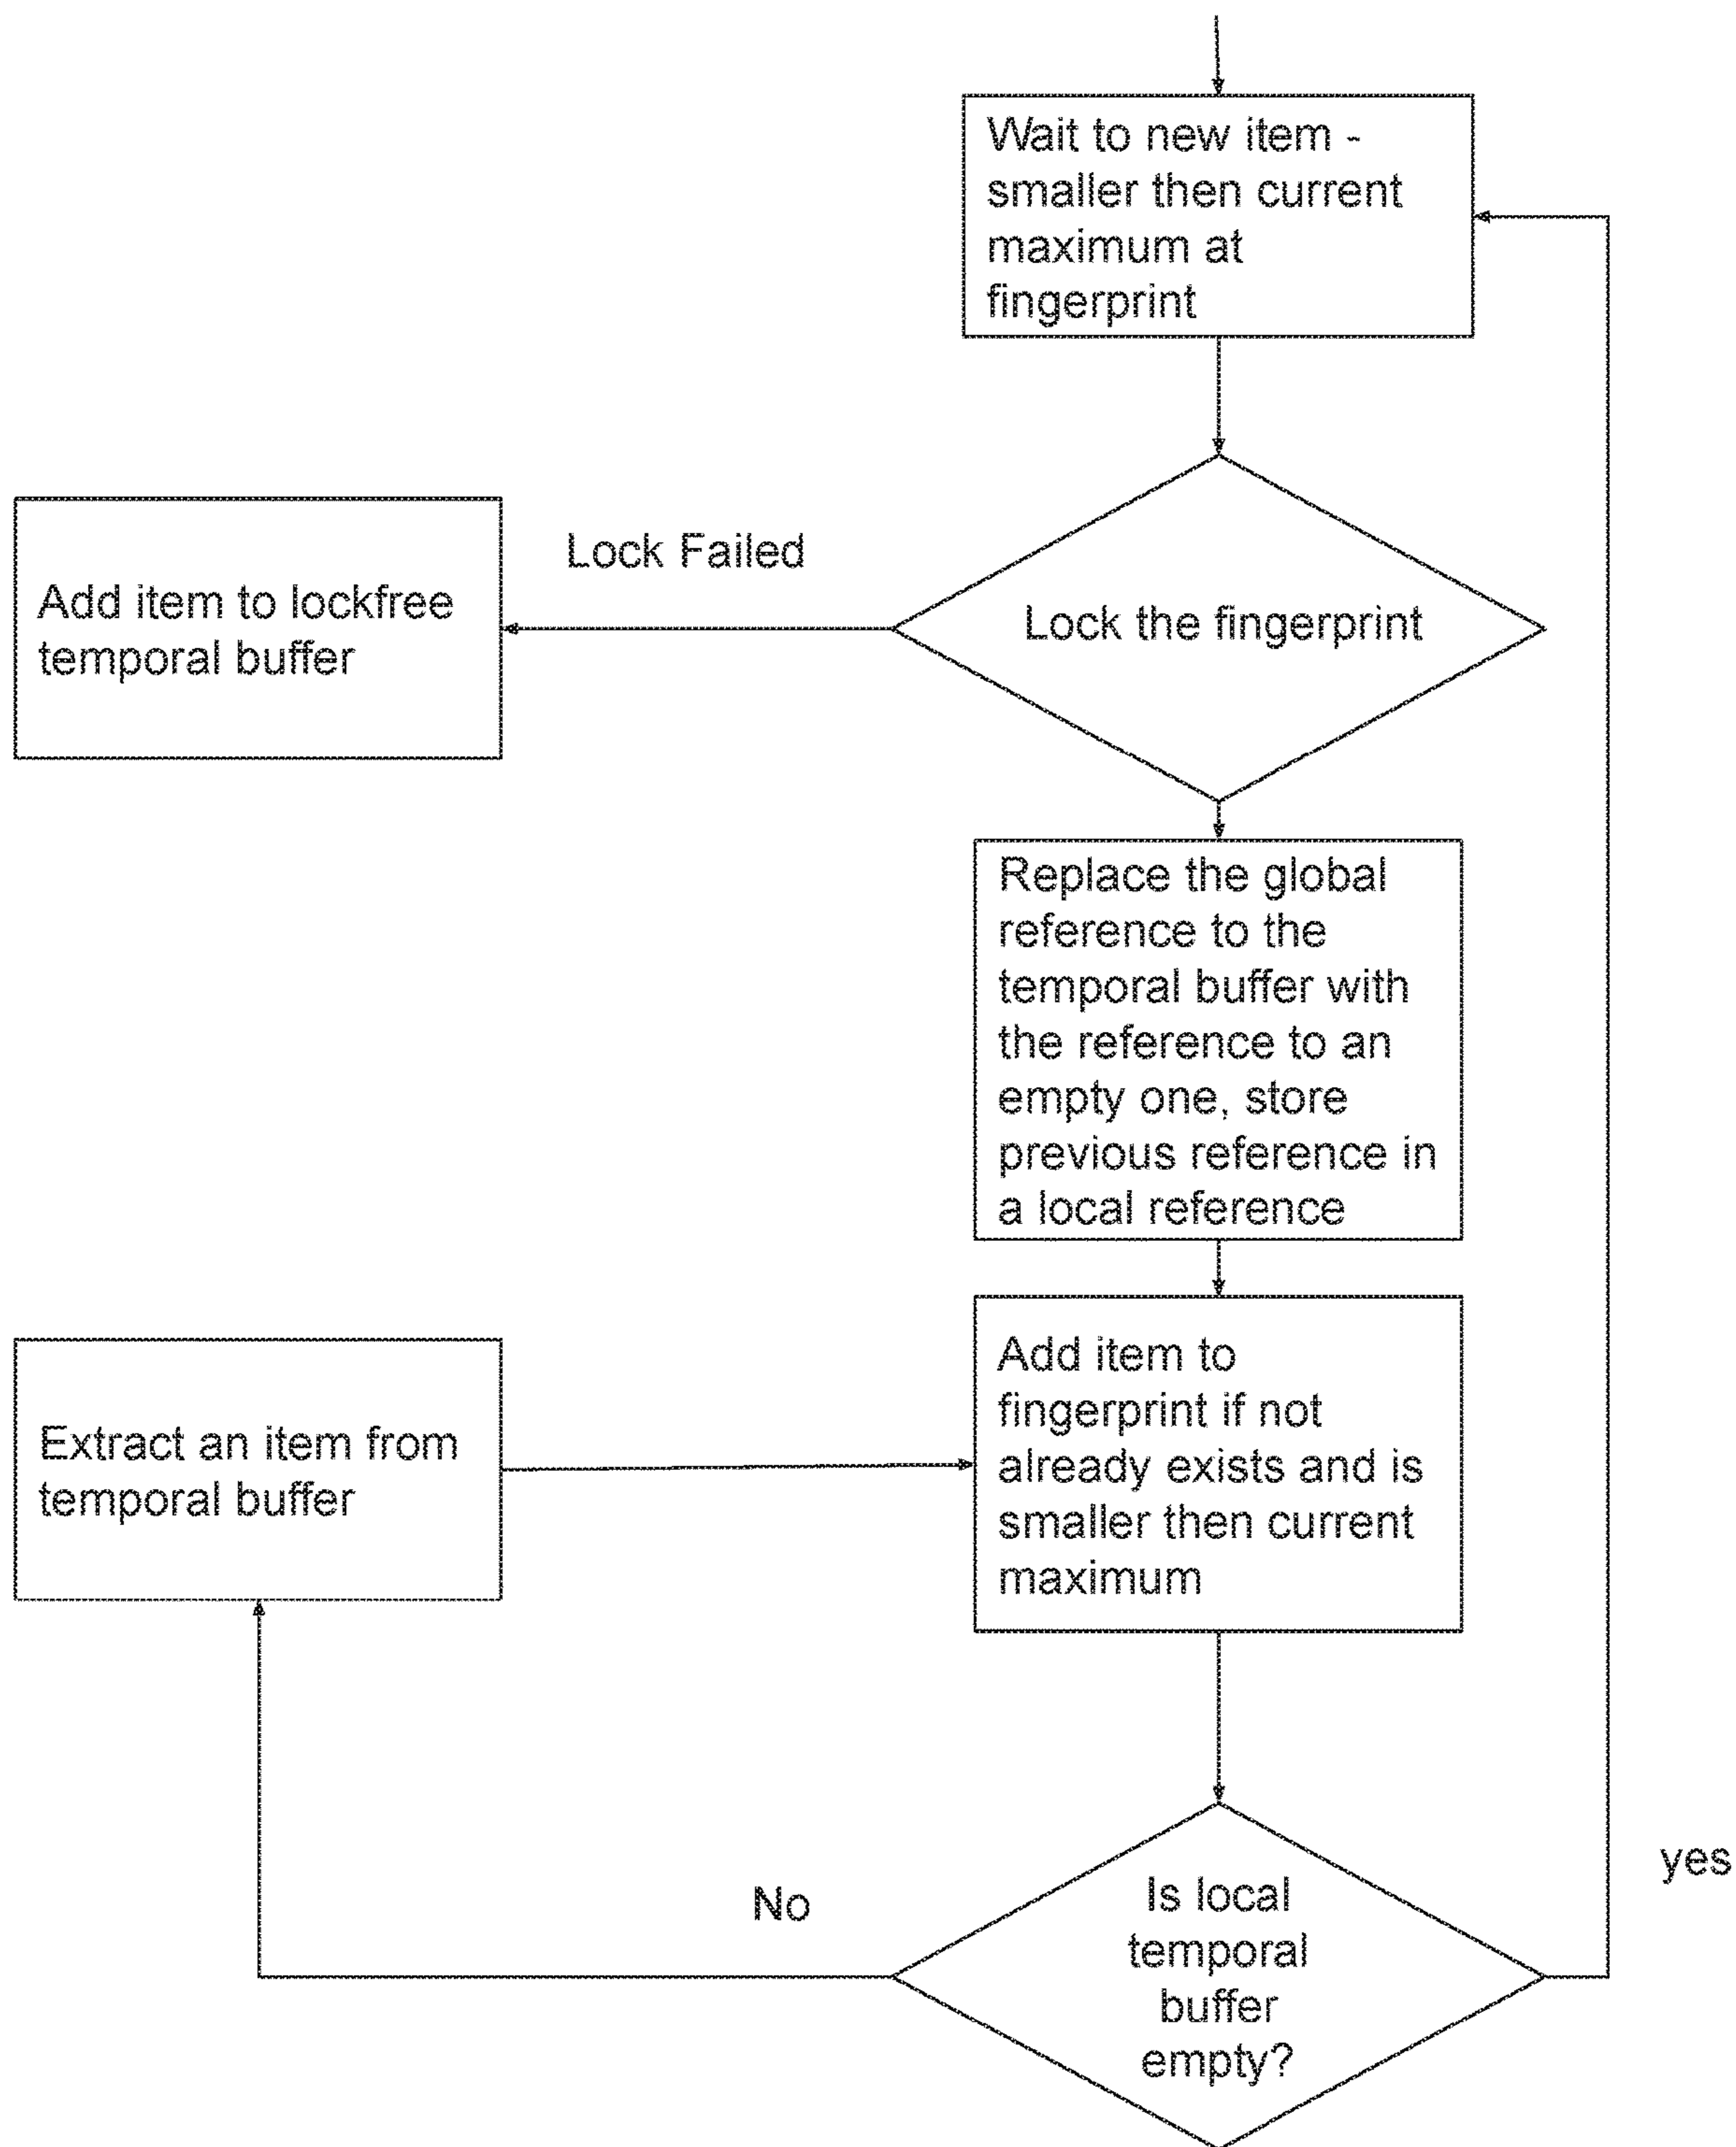 Wait to new item -
smaller then current
maximum at
fingerprint
Lock Failed
Add item to lockfree
temporal buffer
Lock the fingerprint
Replace the global
reference to the
temporal buffer with
the reference to an
empty one, store
previous reference in
a local reference
Add item to
fingerprint if not
already exists and is
smaller then current
maximum
Extract an item from
temporal buffer
yes
No
Is local
temporal
buffer
empty?